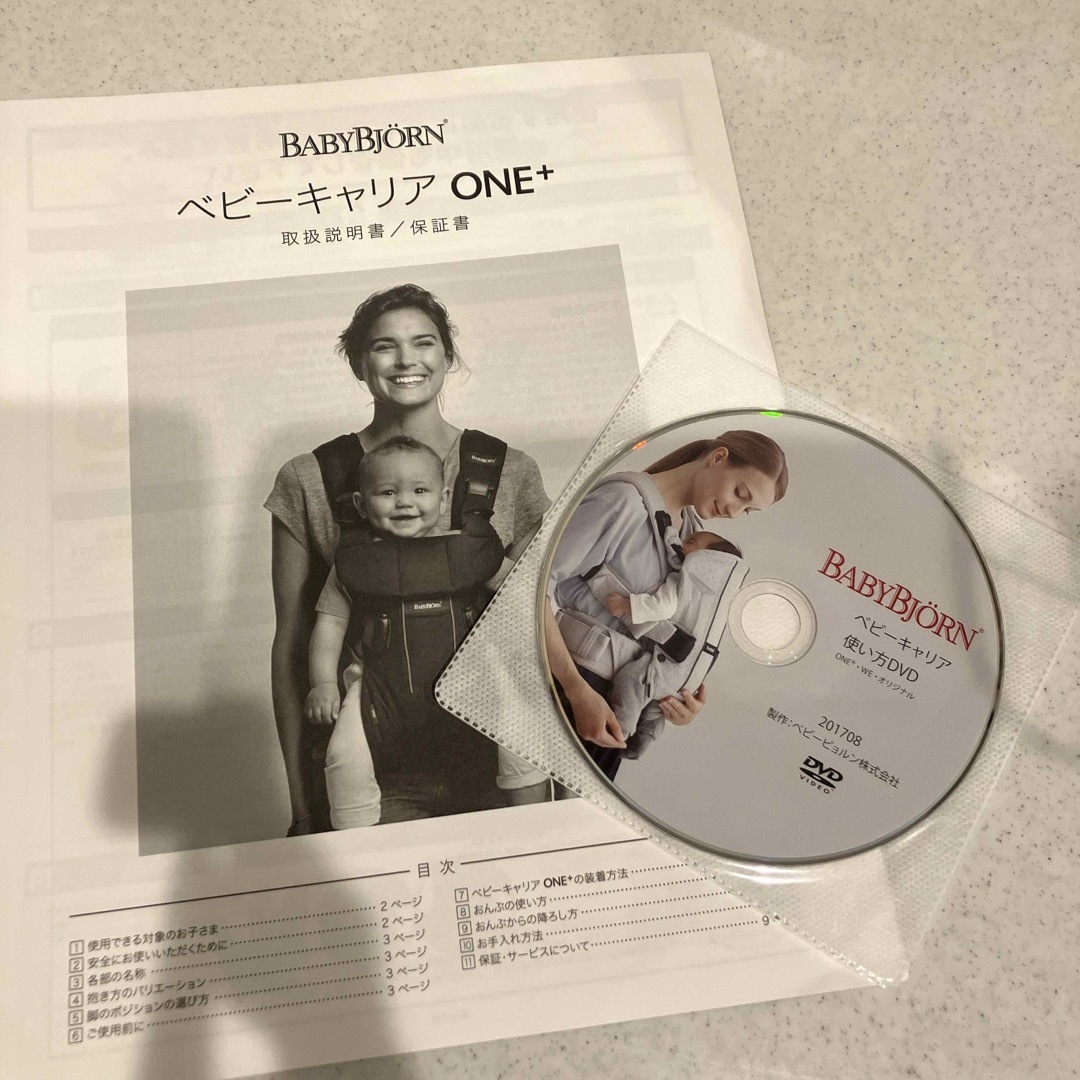 BABYBJÖRN®
ベビーキャリア ONE+
取扱説明書／保証書
BABYBJÖRN
BABYBJÖRN
目次
1 使用できる対象のお子さま 2ページ
2 安全にお使いいただくために 2ページ
3 各部の名称 3ページ
4 抱き方のバリエーション 3ページ
5 脚のポジションの選び方 3ページ
6 ご使用前に 3ページ
7 ベビーキャリア ONE+の装着方法
8 おんぶの使い方
9 おんぶからの降ろし方
10 お手入れ方法
11 保証・サービスについて 9
BABYBJÖRN®
ベビーキャリア
使い方DVD
ONE+・WE・オリジナル
201708
製作：ベビービョルン株式会社
DVD
VIDEO